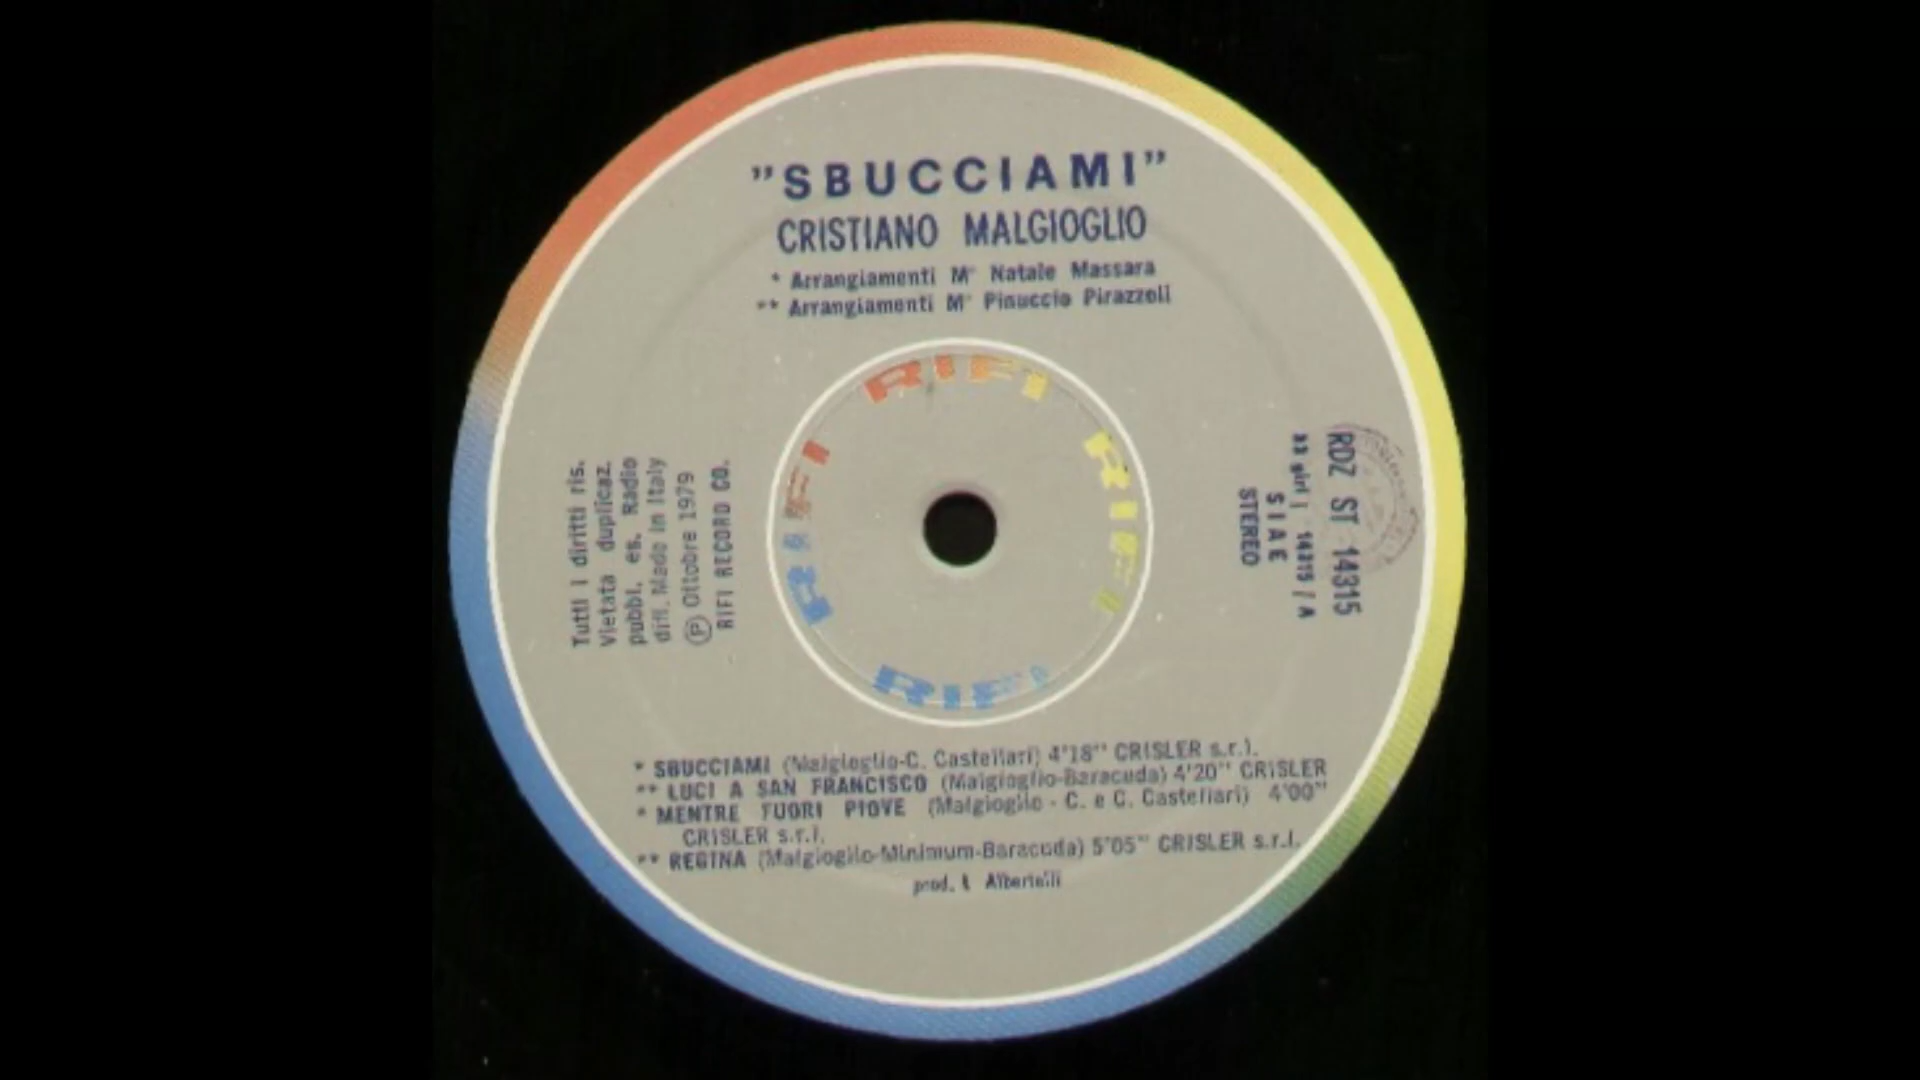 "SBUCCIAMI"
CRISTIANO MALGIOGLIO
* Arrangiamenti M° Natale Massara
** Arrangiamenti M° Pinuccio Pirazzoli
RIFI
RIFI
RIFI
RIFI
Tutti i diritti ris.
Vietata duplicaz.
pubbl. es. Radio
difl. Made in Italy
Ⓟ Ottobre 1979
RIFI RECORD CO.
RDZ ST 14315
33 giri | 14315 / A
SIAE
STEREO
* SBUCCIAMI (Malgioglio-C. Castellari) 4'18" CRISLER s.r.l.
** LUCI A SAN FRANCISCO (Malgioglio-Baracuda) 4'20" CRISLER
* MENTRE FUORI PIOVE (Malgioglio - C. e C. Castellari) 4'00"
CRISLER s.r.l.
** REGINA (Malgioglio-Minimum-Baracuda) 5'05" CRISLER s.r.l.
prod. L. Albertelli